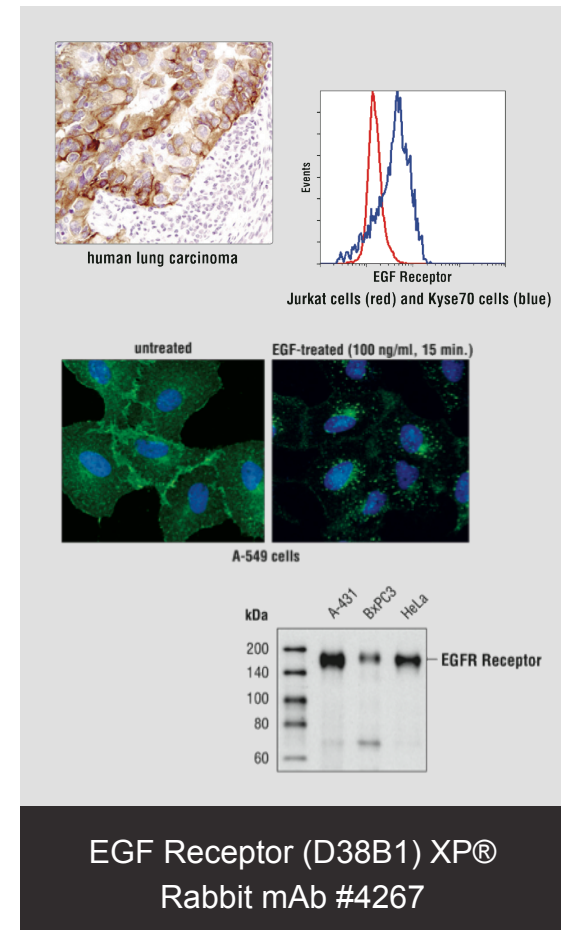 human lung carcinoma
Events
EGF Receptor
Jurkat cells (red) and Kyse70 cells (blue)
untreated
EGF-treated (100 ng/ml, 15 min.)
A-549 cells
kDa
A-431
BxPC3
HeLa
200
140
100
80
60
EGFR Receptor
EGF Receptor (D38B1) XP®
Rabbit mAb #4267